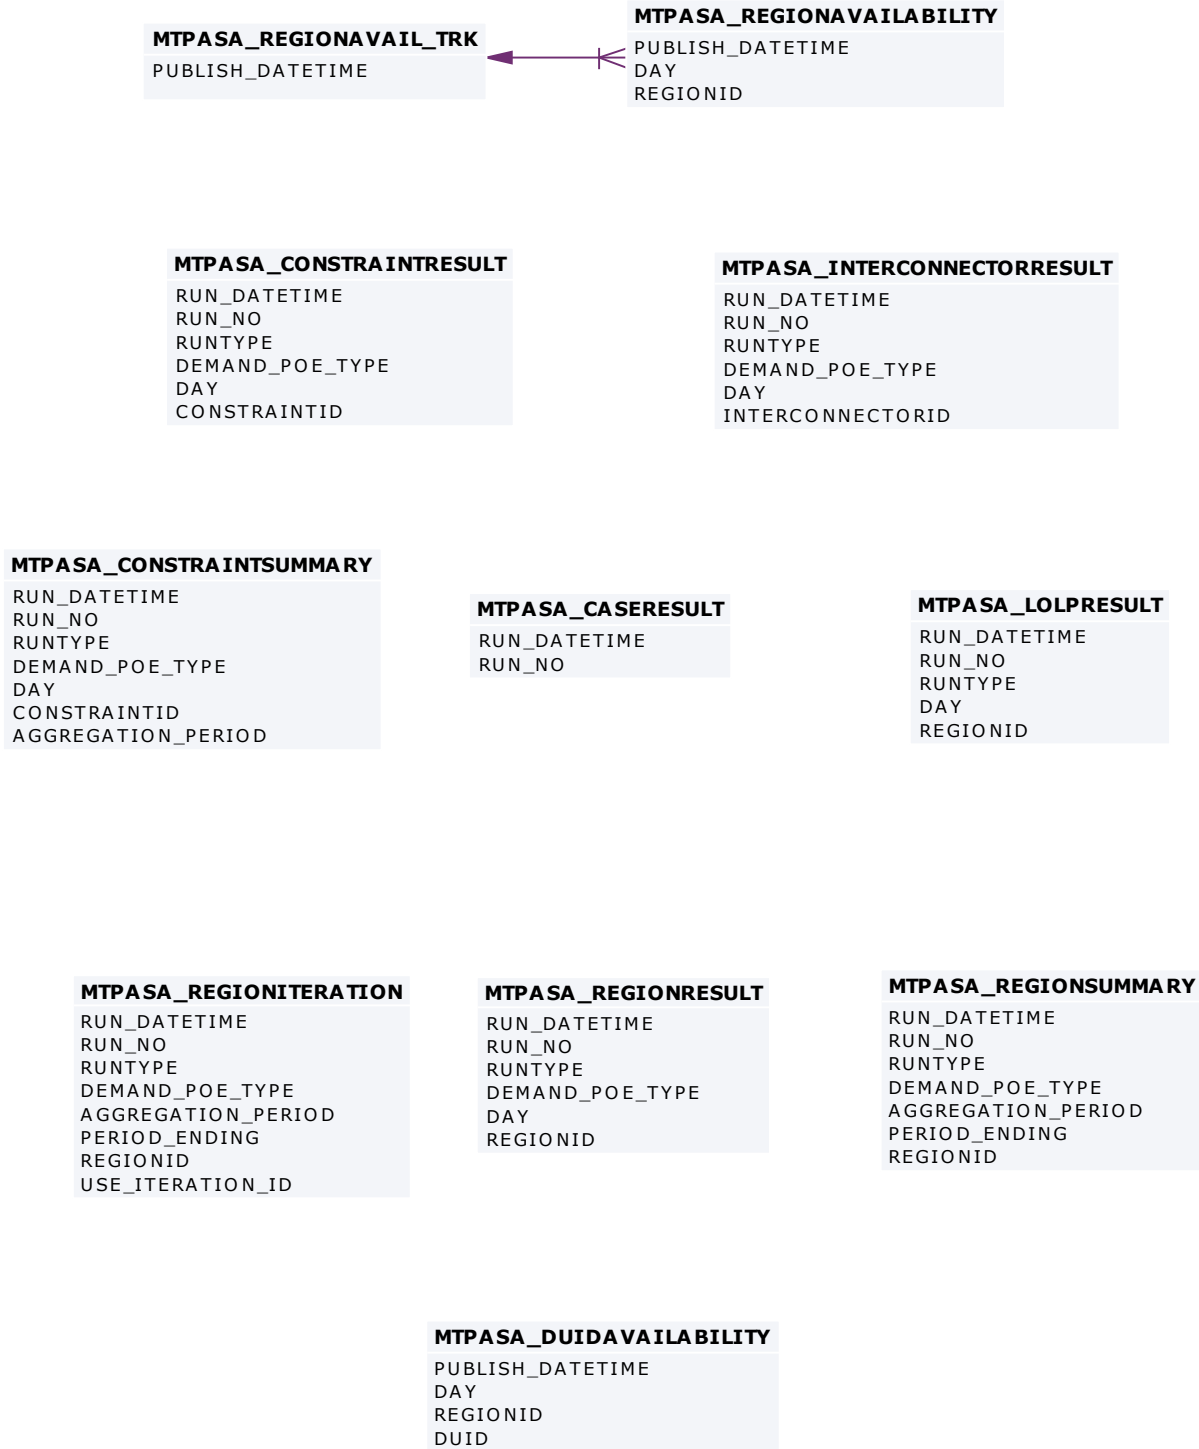 MTPASA_REGIONAVAIL_TRK
PUBLISH_DATETIME
MTPASA_REGIONAVAILABILITY
PUBLISH_DATETIME
DAY
REGIONID
MTPASA_CONSTRAINTRESULT
RUN_DATETIME
RUN_NO
RUNTYPE
DEMAND_POE_TYPE
DAY
CONSTRAINTID
MTPASA_INTERCONNECTORRESULT
RUN_DATETIME
RUN_NO
RUNTYPE
DEMAND_POE_TYPE
DAY
INTERCONNECTORID
MTPASA_CONSTRAINTSUMMARY
RUN_DATETIME
RUN_NO
RUNTYPE
DEMAND_POE_TYPE
DAY
CONSTRAINTID
AGGREGATION_PERIOD
MTPASA_CASERESULT
RUN_DATETIME
RUN_NO
MTPASA_LOLPRESULT
RUN_DATETIME
RUN_NO
RUNTYPE
DAY
REGIONID
MTPASA_REGIONITERATION
RUN_DATETIME
RUN_NO
RUNTYPE
DEMAND_POE_TYPE
AGGREGATION_PERIOD
PERIOD_ENDING
REGIONID
USE_ITERATION_ID
MTPASA_REGIONRESULT
RUN_DATETIME
RUN_NO
RUNTYPE
DEMAND_POE_TYPE
DAY
REGIONID
MTPASA_REGIONSUMMARY
RUN_DATETIME
RUN_NO
RUNTYPE
DEMAND_POE_TYPE
AGGREGATION_PERIOD
PERIOD_ENDING
REGIONID
MTPASA_DUIDAVAILABILITY
PUBLISH_DATETIME
DAY
REGIONID
DUID